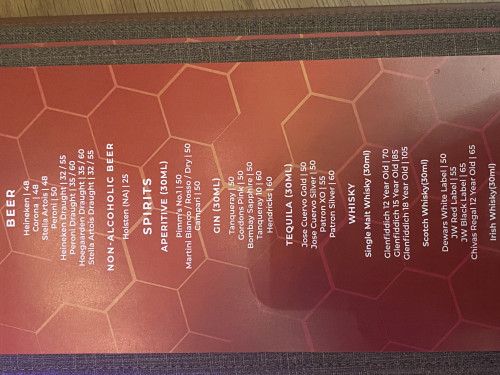 BEER
Heineken | 48
Corona | 48
Stella Artois | 48
Peroni | 50
Heineken Draught | 32 / 55
Peroni Draught | 35 / 60
Hoegaarden Draught | 35 / 60
Stella Artois Draught | 32 / 55
NON-ALCOHOLIC BEER
Holsten (NA) | 25
SPIRITS
APERITIVE (30ML)
Pimm's No.1 | 50
Martini Bianco / Rosso / Dry | 50
Campari | 50
GIN (30ML)
Tanqueray | 50
Gordons Pink | 50
Bombay Sapphire | 50
Tanqueray 10 | 60
Hendricks | 60
TEQUILA (30ML)
Jose Cuervo Gold | 50
Jose Cuervo Silver | 50
Patron XO | 55
Patron Silver | 60
WHISKY
Single Malt Whisky (30ml)
Glenfiddich 12 Year Old | 70
Glenfiddich 15 Year Old |85
Glenfiddich 18 Year Old | 105
Scotch Whisky(30ml)
Dewars White Label | 50
JW Red Label | 55
JW Black Label | 65
Chivas Regal 12 Year Old | 65
Irish Whisky(30ml)